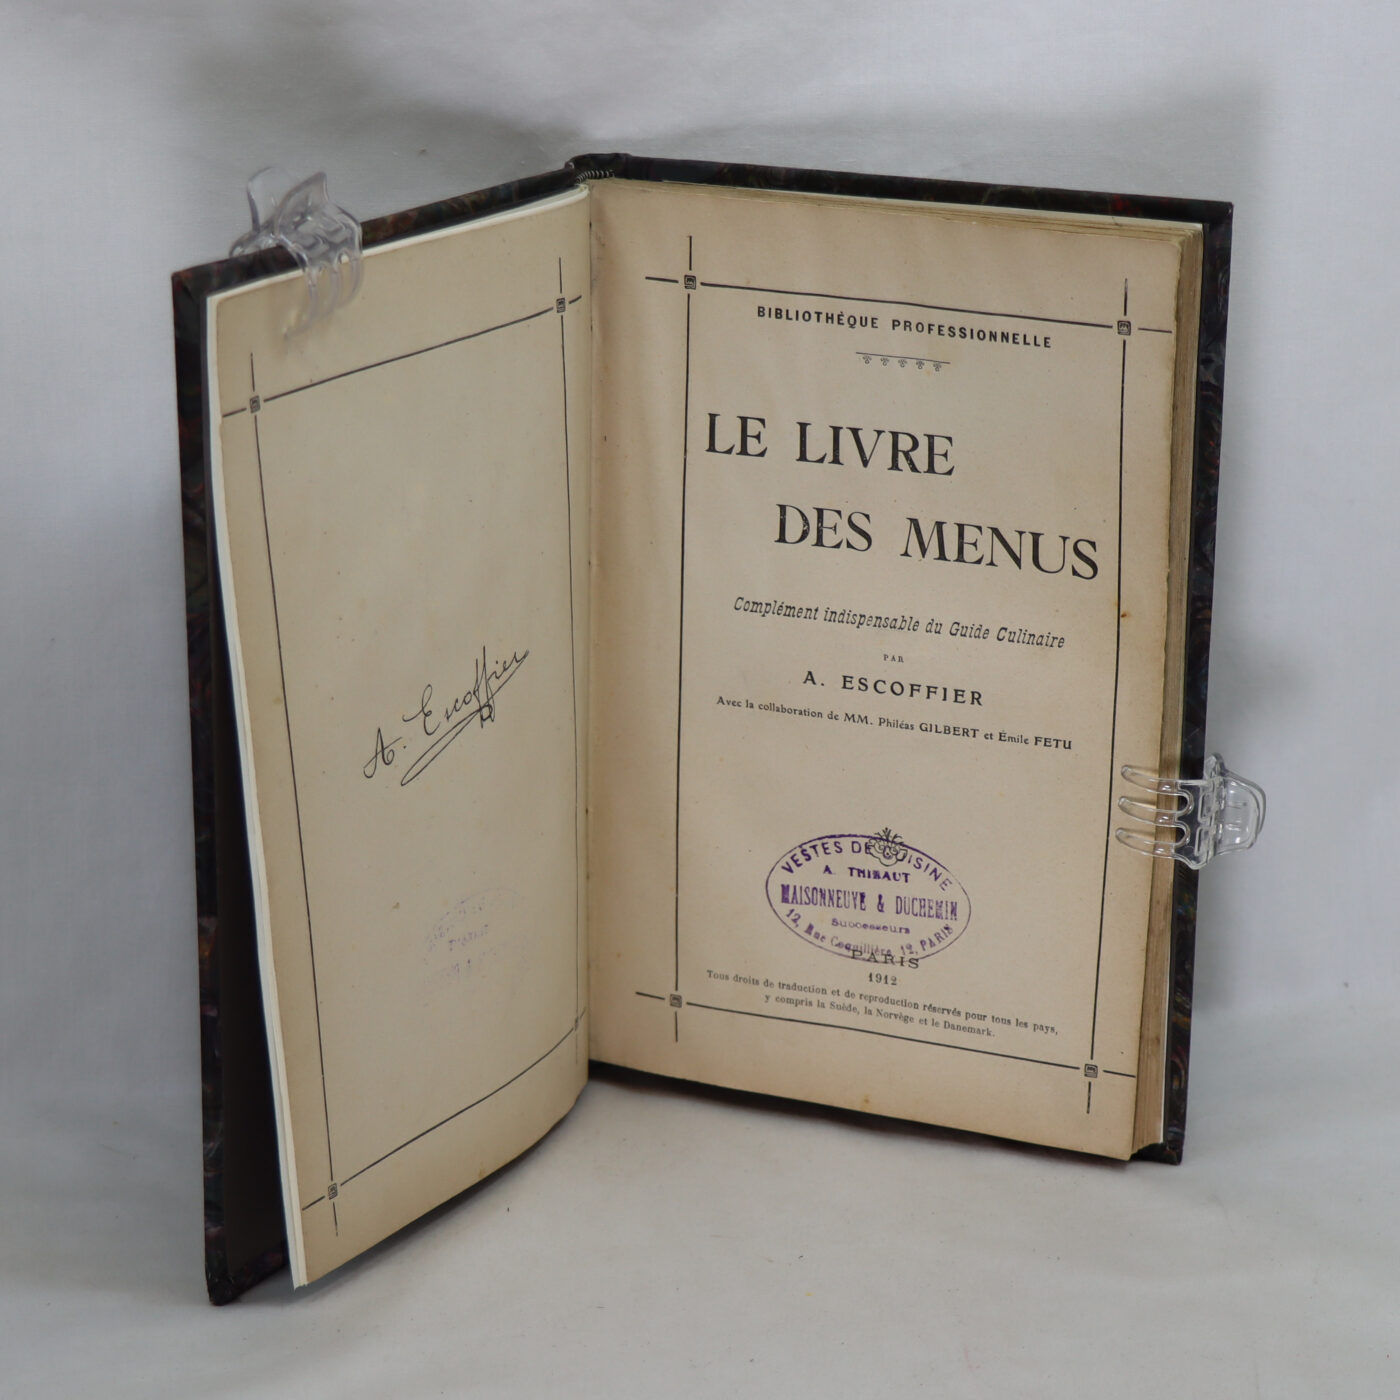 A. Escoffier
BIBLIOTHÈQUE PROFESSIONNELLE
LE LIVRE
DES MENUS
Complément indispensable du Guide Culinaire
PAR
A. ESCOFFIER
Avec la collaboration de MM. Philéas GILBERT et Émile FETU
VESTES DE CUISINE
A. THIBAUT
MAISONNEUVE & DUCHEMIN
Successeurs
12, Rue Coquillière, 12, PARIS
PARIS
1912
Tous droits de traduction et de reproduction réservés pour tous les pays,
y compris la Suède, la Norvège et le Danemark.